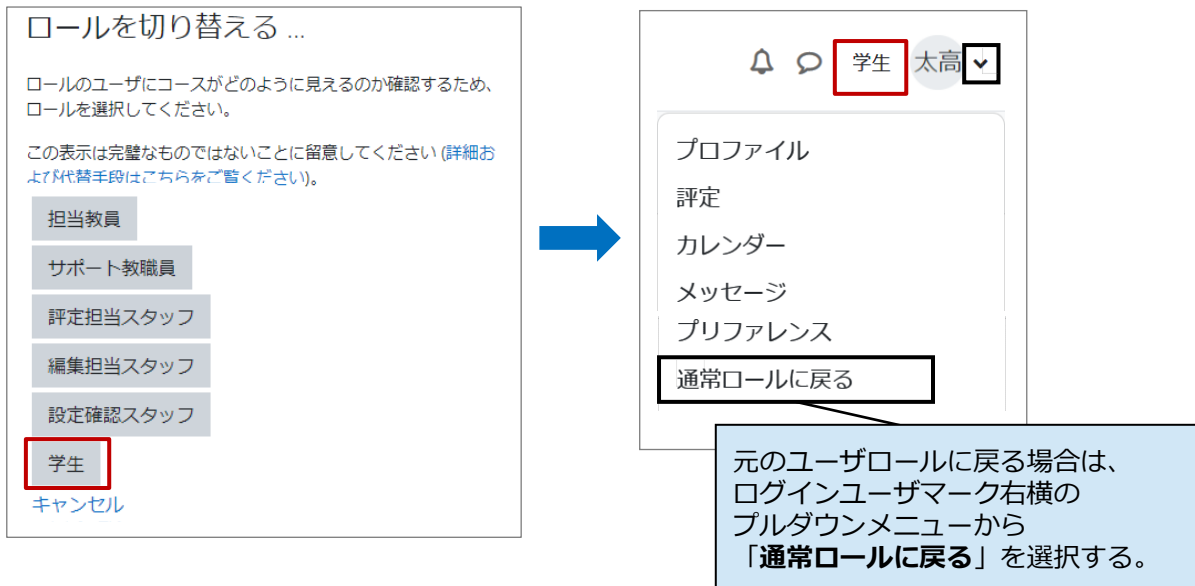 ロールを切り替える ...
ロールのユーザにコースがどのように見えるのか確認するため、
ロールを選択してください。
この表示は完璧なものではないことに留意してください (詳細お
よび代替手段はこちらをご覧ください)。
担当教員
サポート教職員
評定担当スタッフ
編集担当スタッフ
設定確認スタッフ
学生
キャンセル
学生 太高
プロファイル
評定
カレンダー
メッセージ
プリファレンス
通常ロールに戻る
元のユーザロールに戻る場合は、
ログインユーザマーク右横の
プルダウンメニューから
「通常ロールに戻る」を選択する。